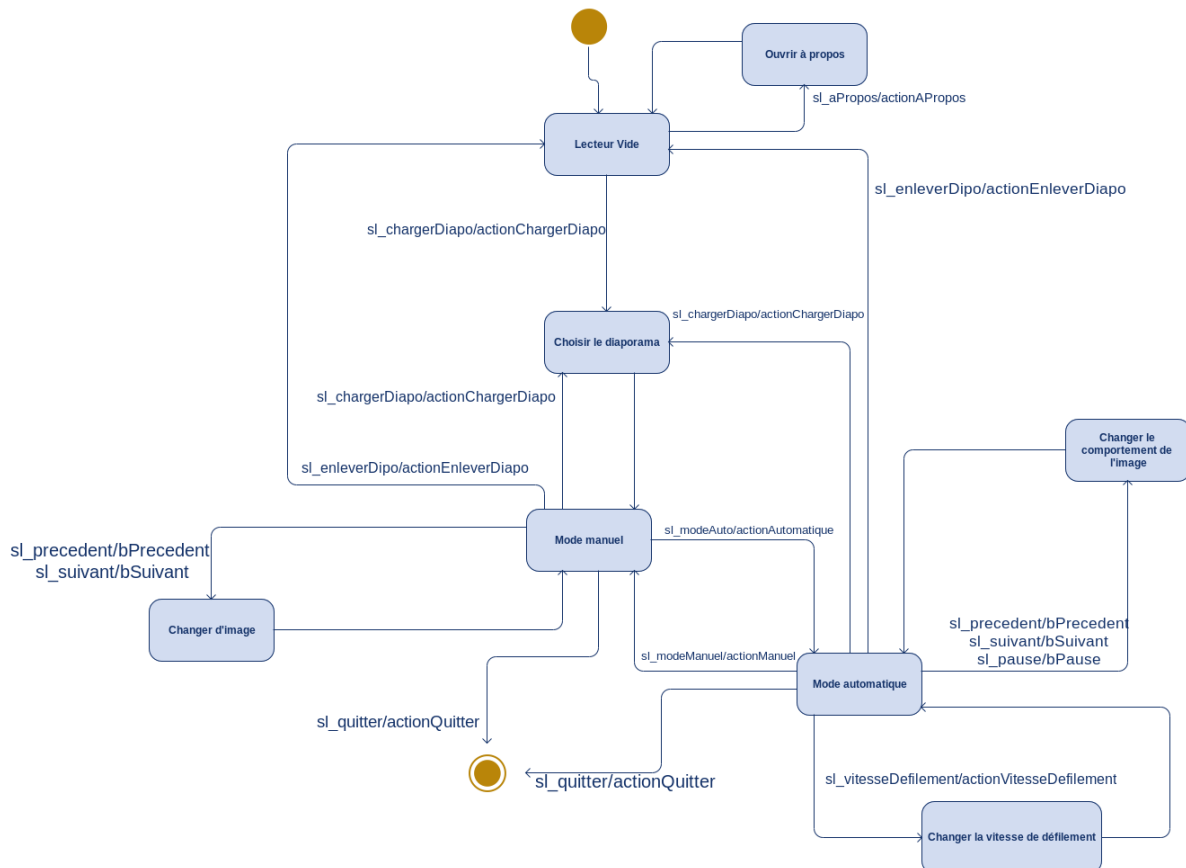 Ouvrir à propos
sl_aPropos/actionAPropos
Lecteur Vide
sl_enleverDipo/actionEnleverDiapo
sl_chargerDiapo/actionChargerDiapo
sl_chargerDiapo/actionChargerDiapo
Choisir le diaporama
sl_chargerDiapo/actionChargerDiapo
Changer le
comportement de
l'image
sl_enleverDipo/actionEnleverDiapo
sl_modeAuto/actionAutomatique
Mode manuel
sl_precedent/bPrecedent
sl_suivant/bSuivant
Changer d'image
sl_precedent/bPrecedent
sl_suivant/bSuivant
sl_pause/bPause
sl_modeManuel/actionManuel
Mode automatique
sl_quitter/actionQuitter
sl_quitter/actionQuitter
sl_vitesseDefilement/actionVitesseDefilement
Changer la vitesse de défilement